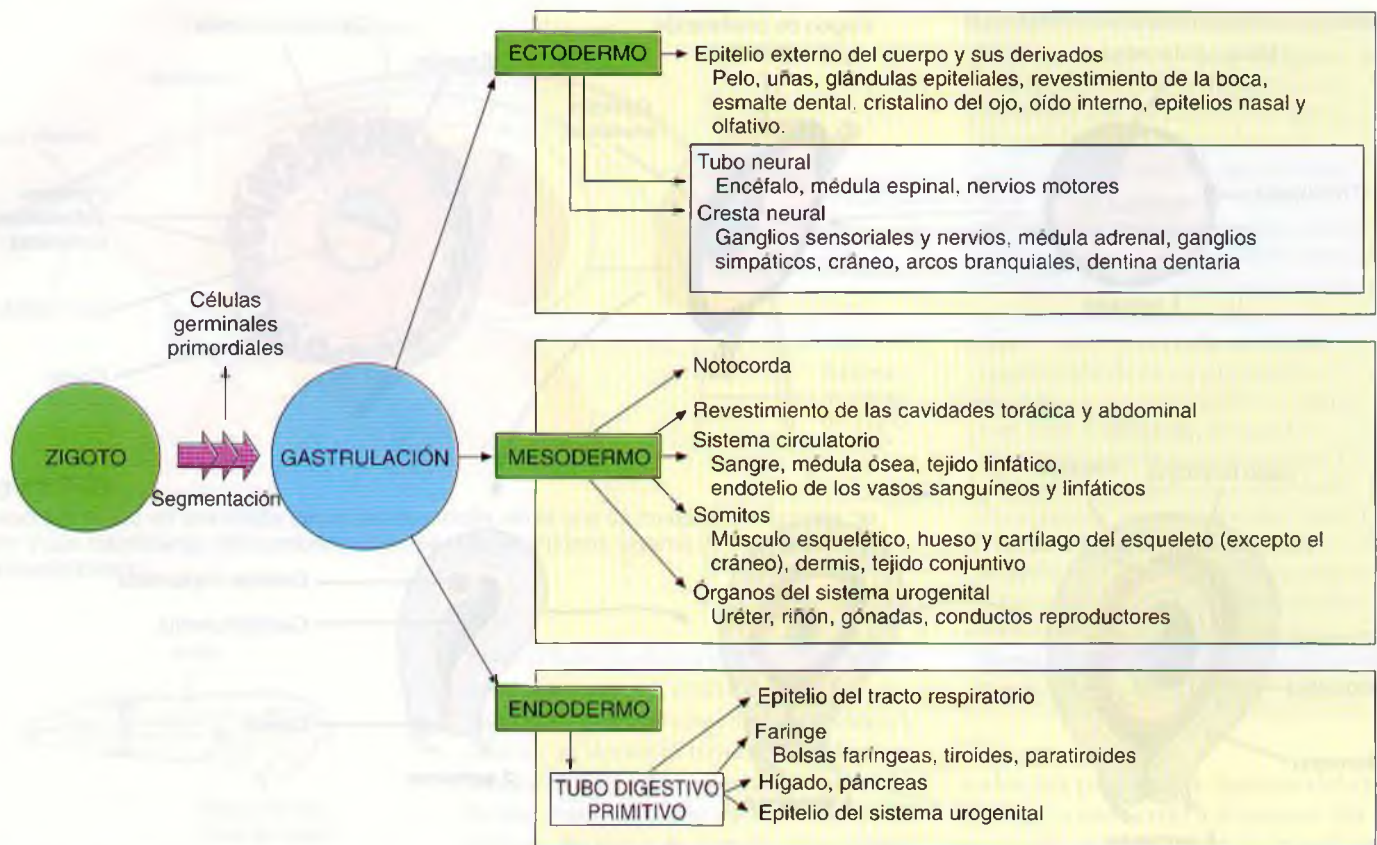 ECTODERMO
Epitelio externo del cuerpo y sus derivados
Pelo, uñas, glándulas epiteliales, revestimiento de la boca,
esmalte dental, cristalino del ojo, oído interno, epitelios nasal y
olfativo.
Tubo neural
Encéfalo, médula espinal, nervios motores
Cresta neural
Ganglios sensoriales y nervios, médula adrenal, ganglios
simpáticos, cráneo, arcos branquiales, dentina dentaria
Células
germinales
primordiales
ZIGOTO
Segmentación
GASTRULACIÓN
MESODERMO
Notocorda
Revestimiento de las cavidades torácica y abdominal
Sistema circulatorio
Sangre, médula ósea, tejido linfático,
endotelio de los vasos sanguíneos y linfáticos
Somitos
Músculo esquelético, hueso y cartílago del esqueleto (excepto el
cráneo), dermis, tejido conjuntivo
Órganos del sistema urogenital
Uréter, riñón, gónadas, conductos reproductores
ENDODERMO
TUBO DIGESTIVO
PRIMITIVO
Epitelio del tracto respiratorio
Faringe
Bolsas faríngeas, tiroides, paratiroides
Hígado, páncreas
Epitelio del sistema urogenital